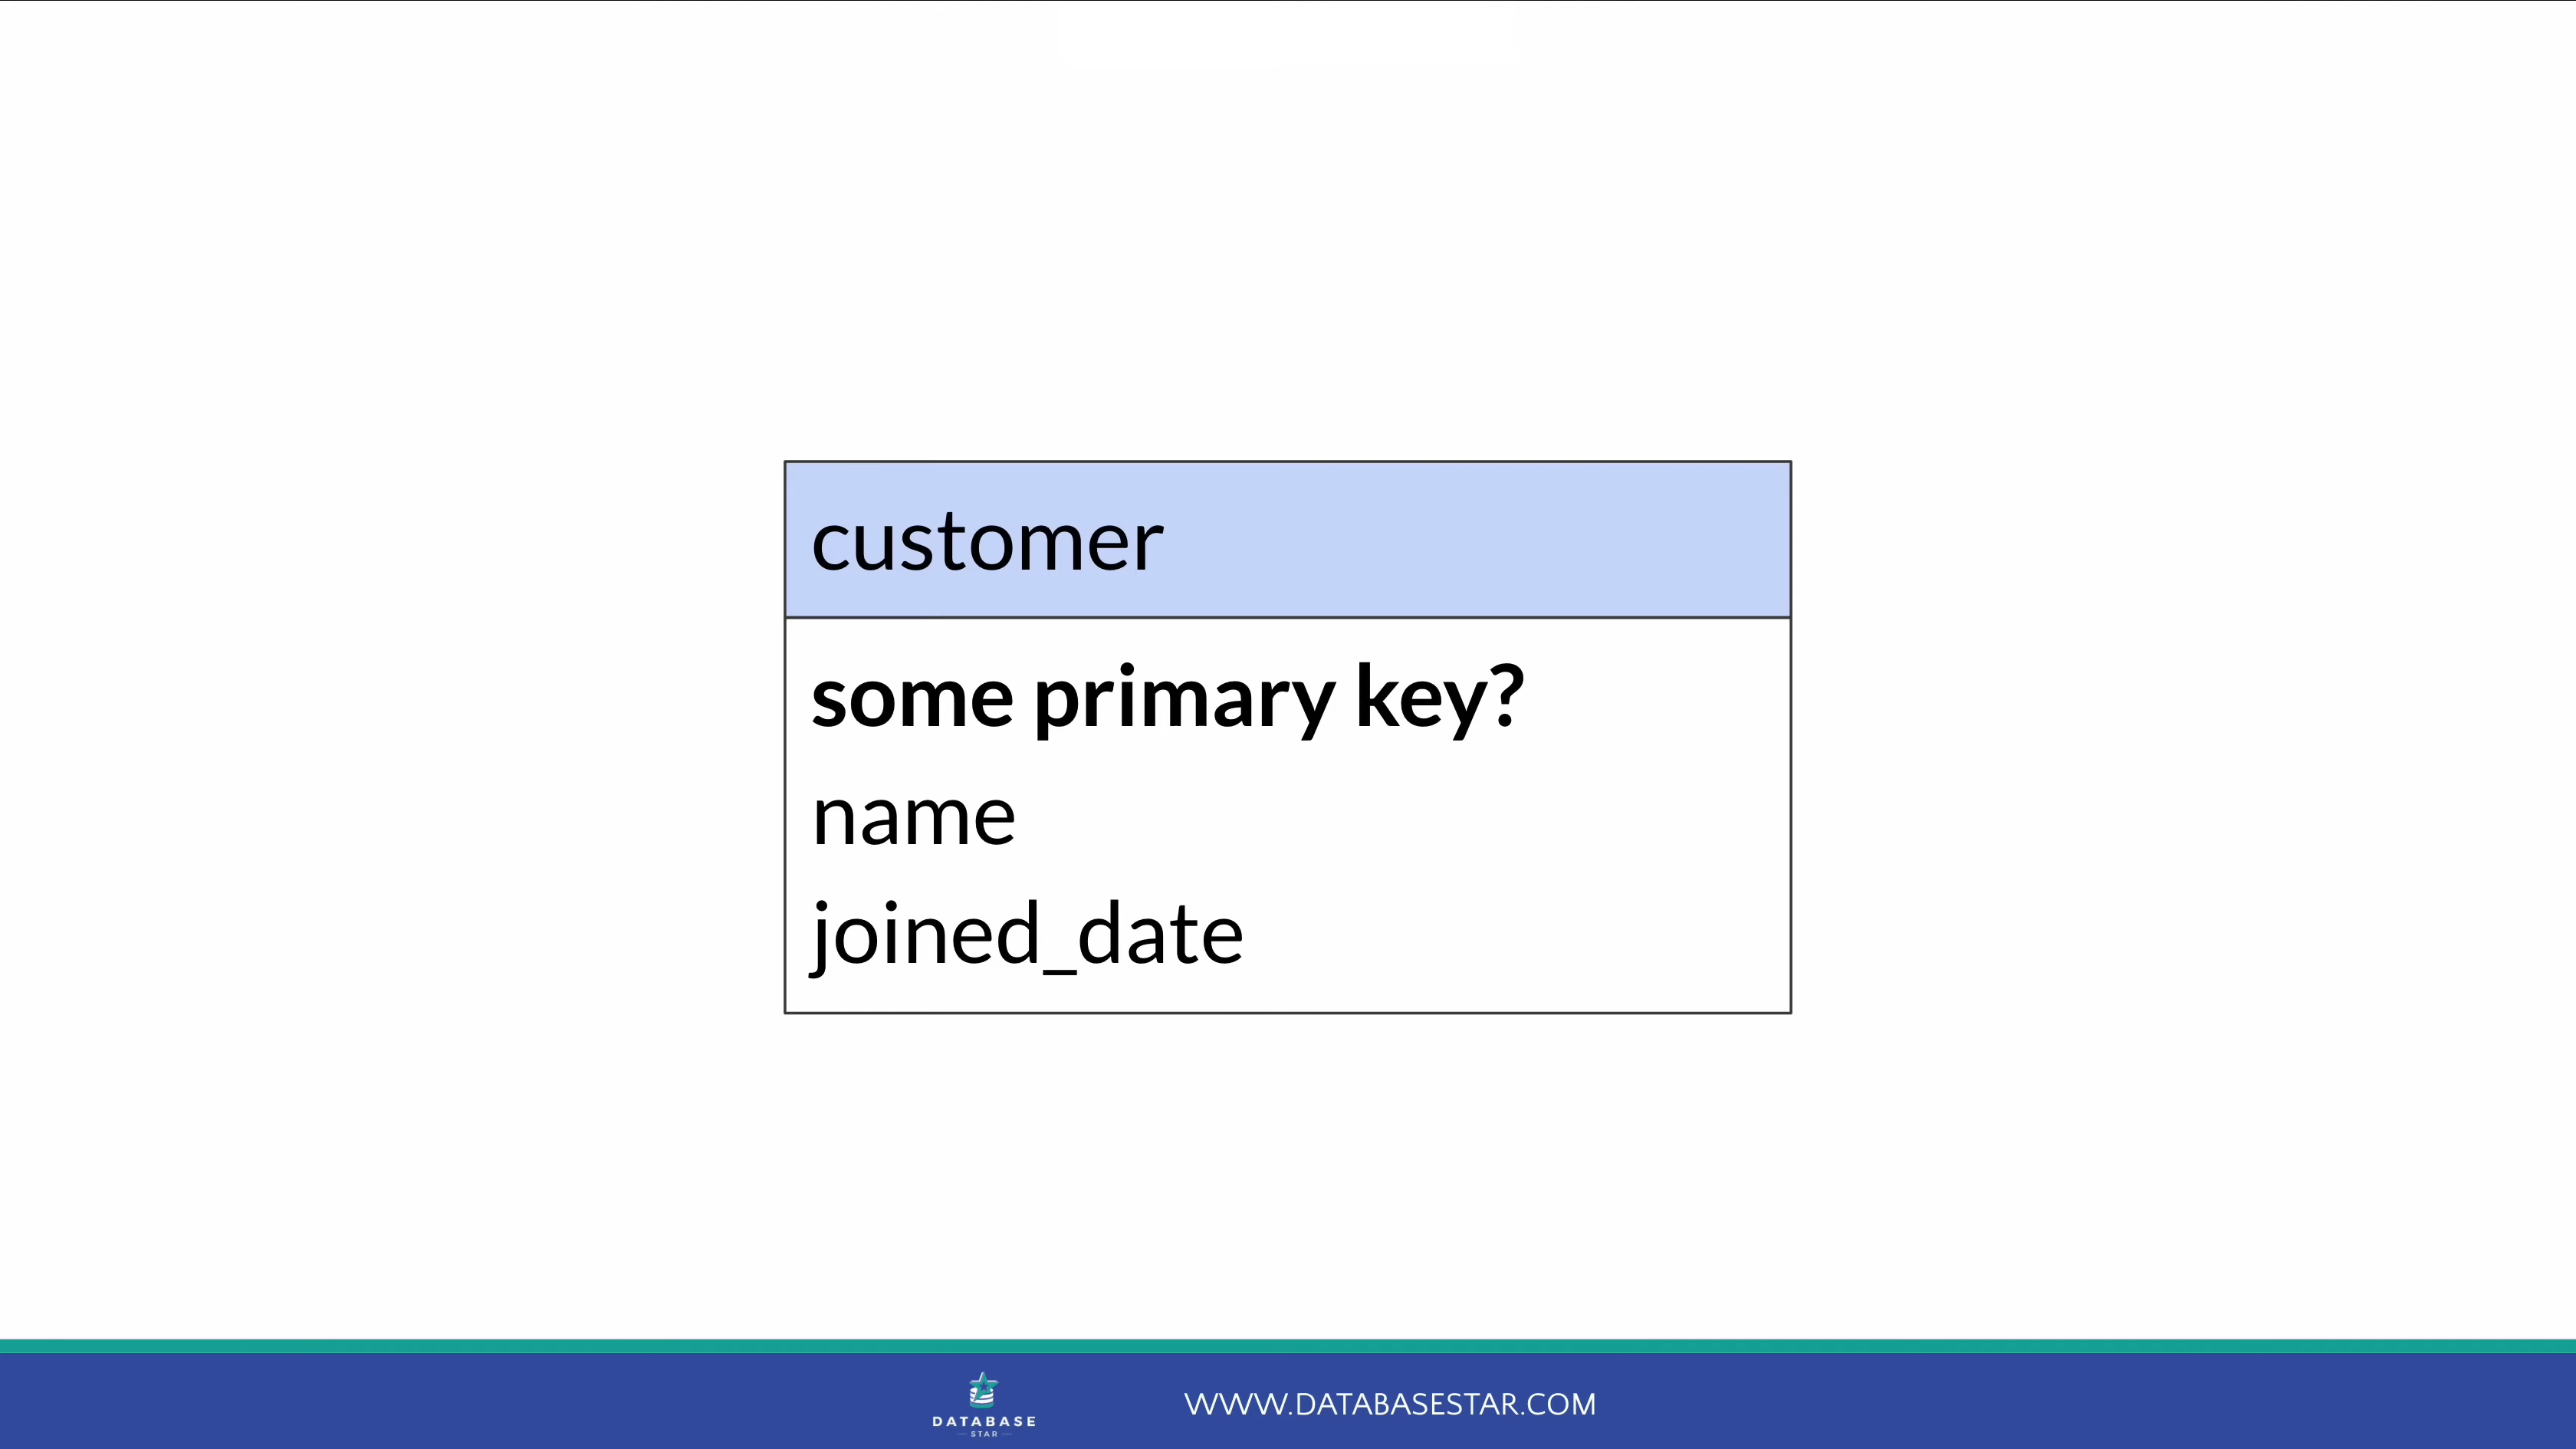 customer
some primary key?
name
joined_date
DATABASE
STAR
WWW.DATABASESTAR.COM